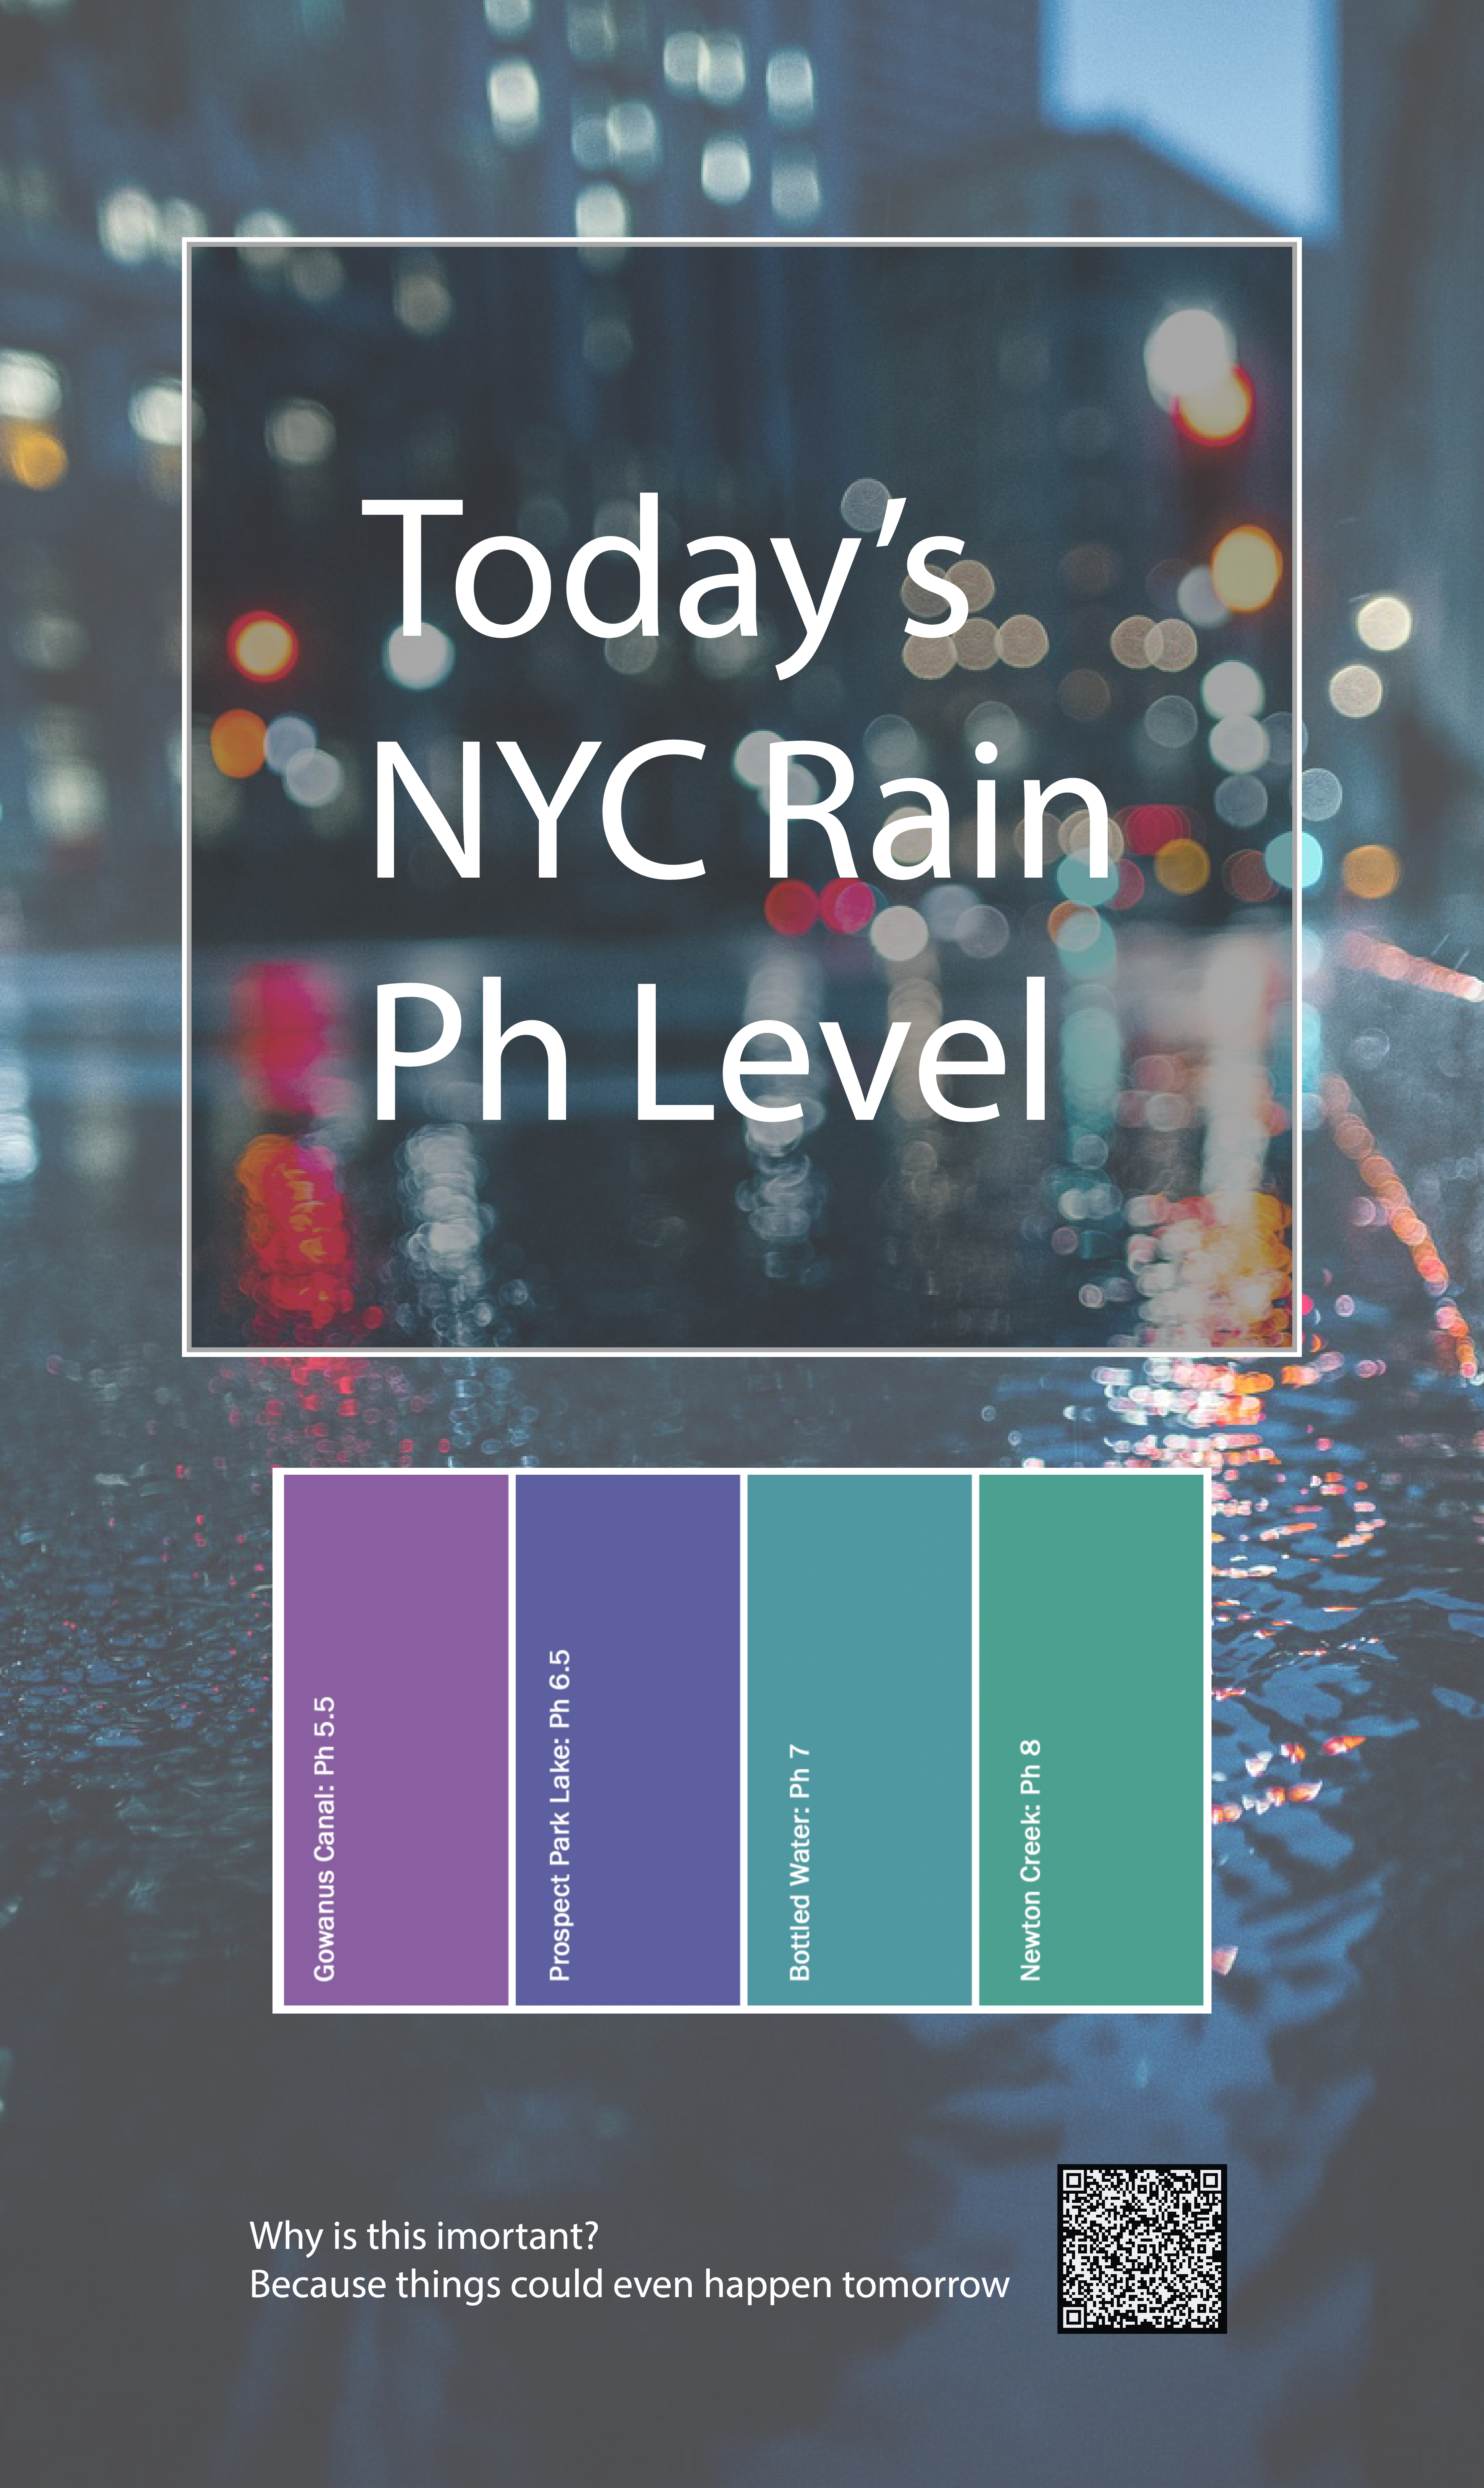 Today’s
NYC Rain
Ph Level
Gowanus Canal: Ph 5.5
Prospect Park Lake: Ph 6.5
Bottled Water: Ph 7
Newton Creek: Ph 8
Why is this imortant?
Because things could even happen tomorrow